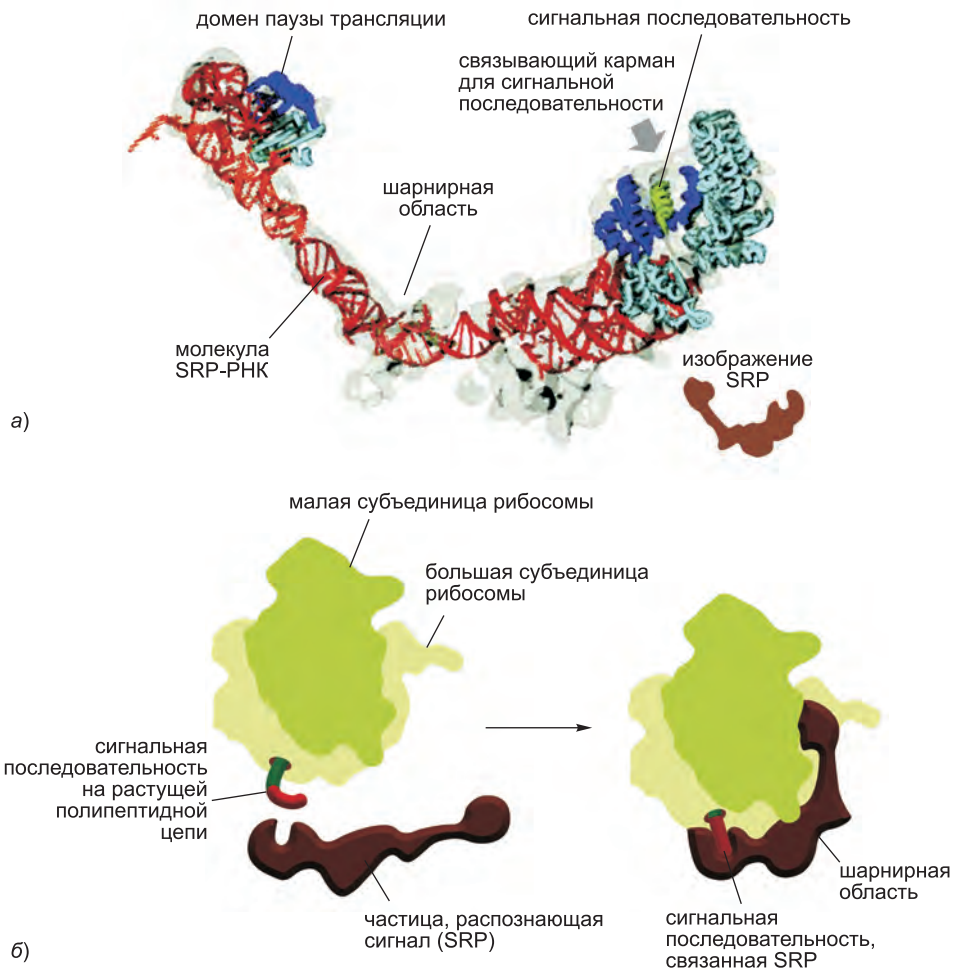 домен паузы трансляции
сигнальная последовательность
связывающий карман
для сигнальной
последовательности
шарнирная
область
молекула
SRP-РНК
изображение
SRP
а)
малая субъединица рибосомы
большая субъединица
рибосомы
сигнальная
последовательность
на растущей
полипептидной
цепи
шарнирная
область
частица, распознающая
сигнал (SRP)
сигнальная
последовательность,
связанная SRP
б)